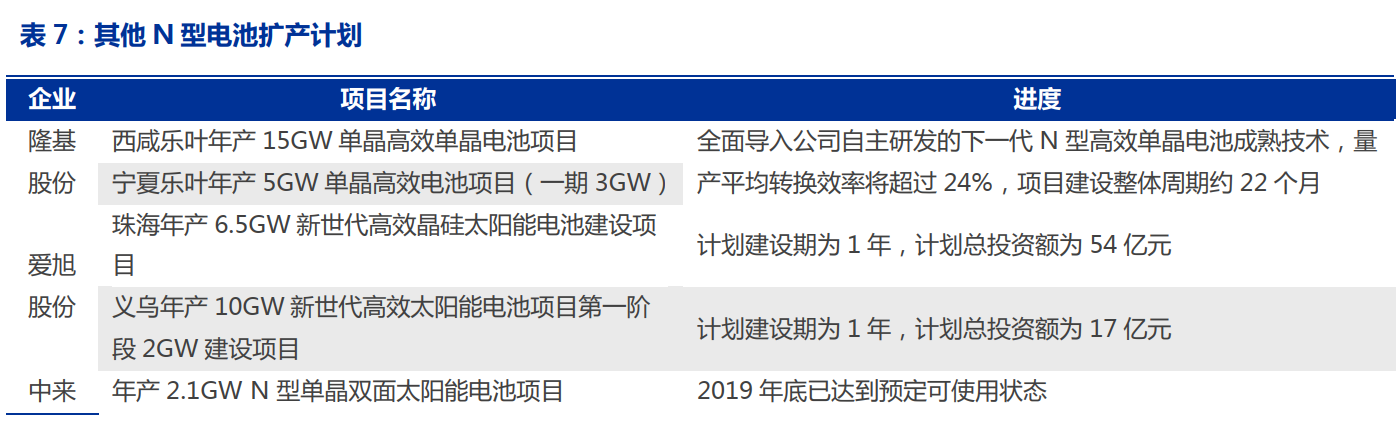 表 7：其他 N 型电池扩产计划
企业 项目名称 进度
隆基 西咸乐叶年产 15GW 单晶高效单晶电池项目 全面导入公司自主研发的下一代 N 型高效单晶电池成熟技术，量
股份 宁夏乐叶年产 5GW 单晶高效电池项目（一期 3GW） 产平均转换效率将超过 24%，项目建设整体周期约 22 个月
珠海年产 6.5GW 新世代高效晶硅太阳能电池建设项
计划建设期为 1 年，计划总投资额为 54 亿元
爱旭 目
股份 义乌年产 10GW 新世代高效太阳能电池项目第一阶
计划建设期为 1 年，计划总投资额为 17 亿元
段 2GW 建设项目
中来 年产 2.1GW N 型单晶双面太阳能电池项目 2019 年底已达到预定可使用状态